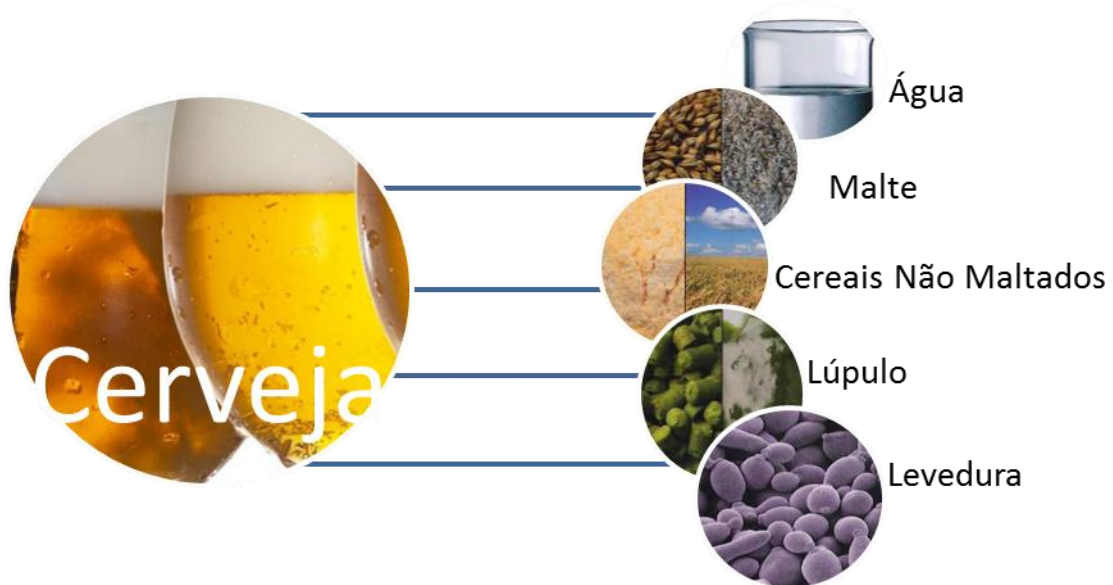 Cerveja
Água
Malte
Cereais Não Maltados
Lúpulo
Levedura